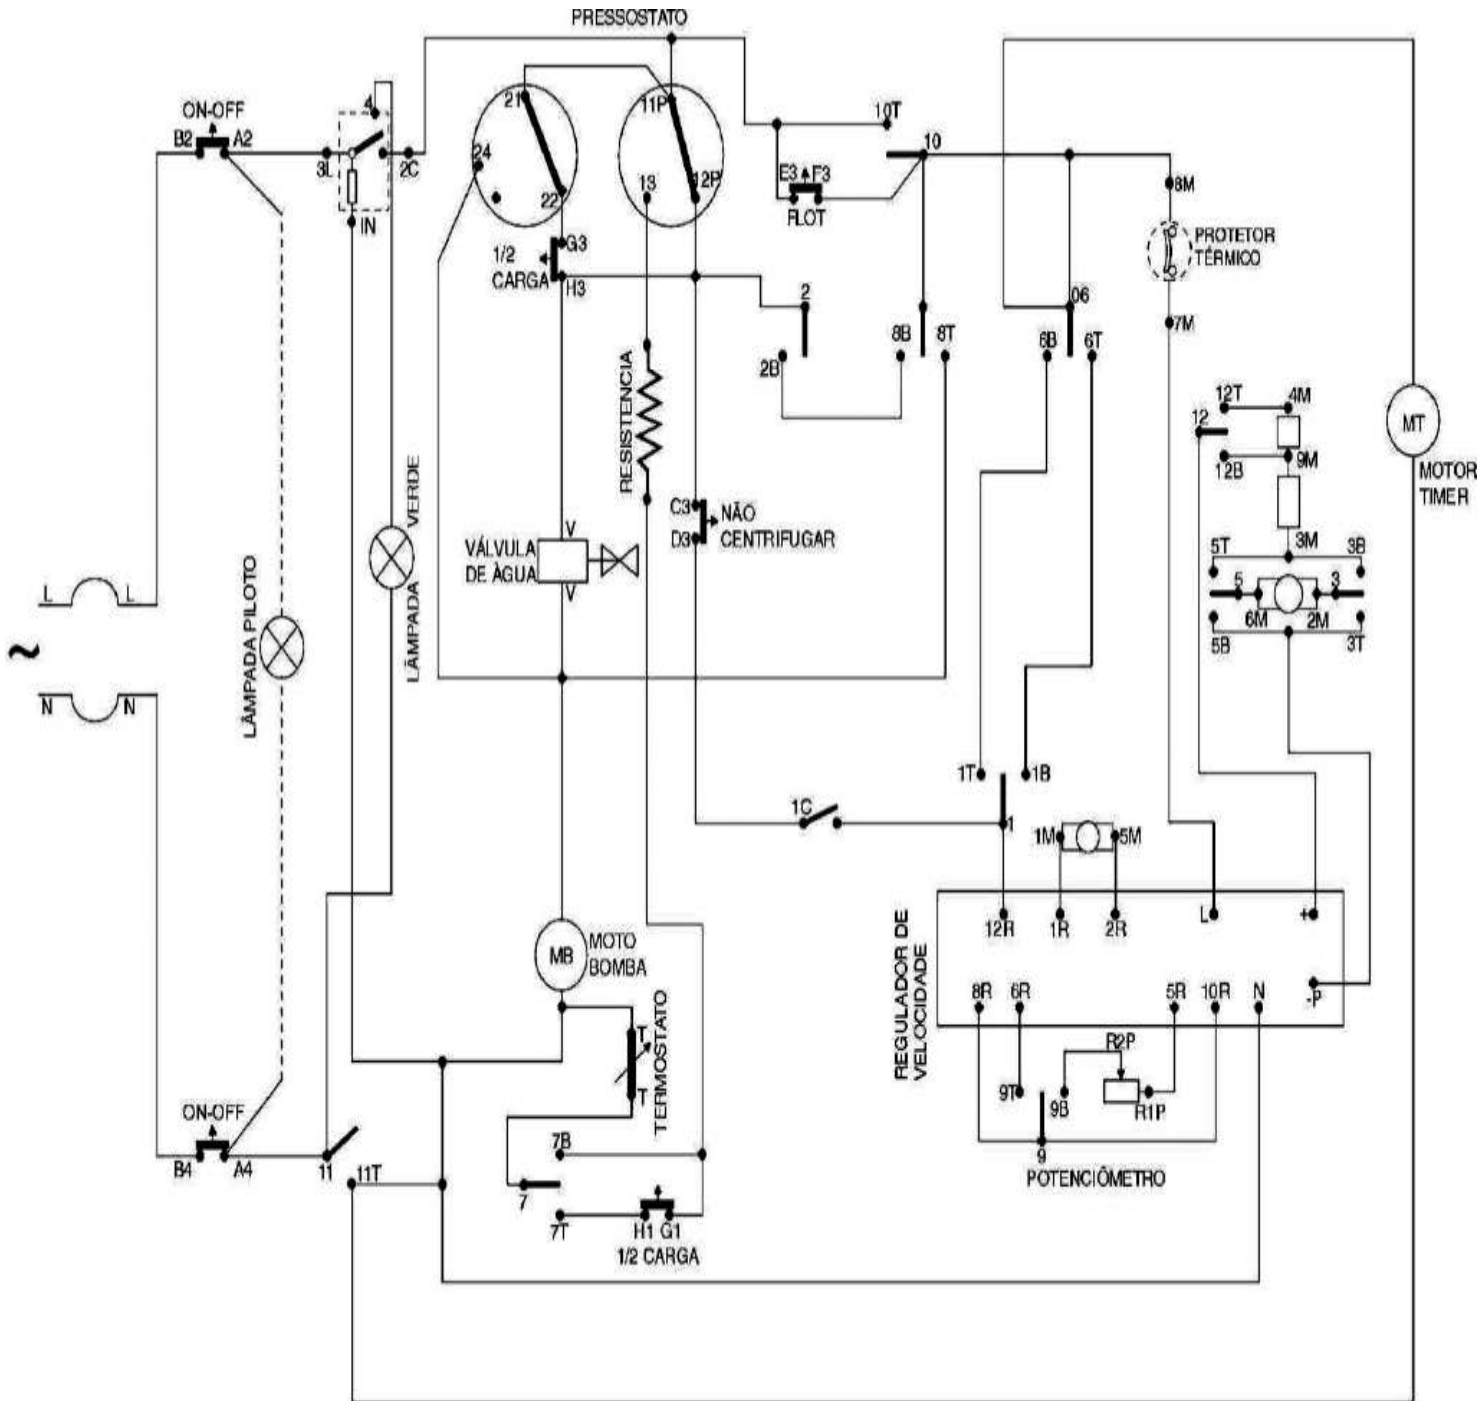 PRESSOSTATO
ON-OFF
B2 A2
4
3L
2C
IN
21
24
22
11P
13
12P
10T
10
E3 F3
FLOT
8M
PROTETOR
TÉRMICO
7M
G3
1/2
CARGA
H3
2
2B
8B
8T
06
6B
6T
RESISTENCIA
12T
4M
12
12B
9M
MT
MOTOR
TIMER
C3
D3
NÃO
CENTRIFUGAR
3M
5T
3B
5
3
6M
2M
5B
3T
VÁLVULA
DE ÀGUA
V
V
LÂMPADA VERDE
LÂMPADA PILOTO
L
L
~
N
N
1T
1B
1C
1
1M
5M
REGULADOR DE
VELOCIDADE
12R
1R
2R
L
+
8R
6R
5R
10R
N
-P
MB
MOTO
BOMBA
T
T
TERMOSTATO
R2P
9T
9B
R1P
9
POTENCIÔMETRO
ON-OFF
B4
A4
11
11T
7B
7
7T
H1 G1
1/2 CARGA